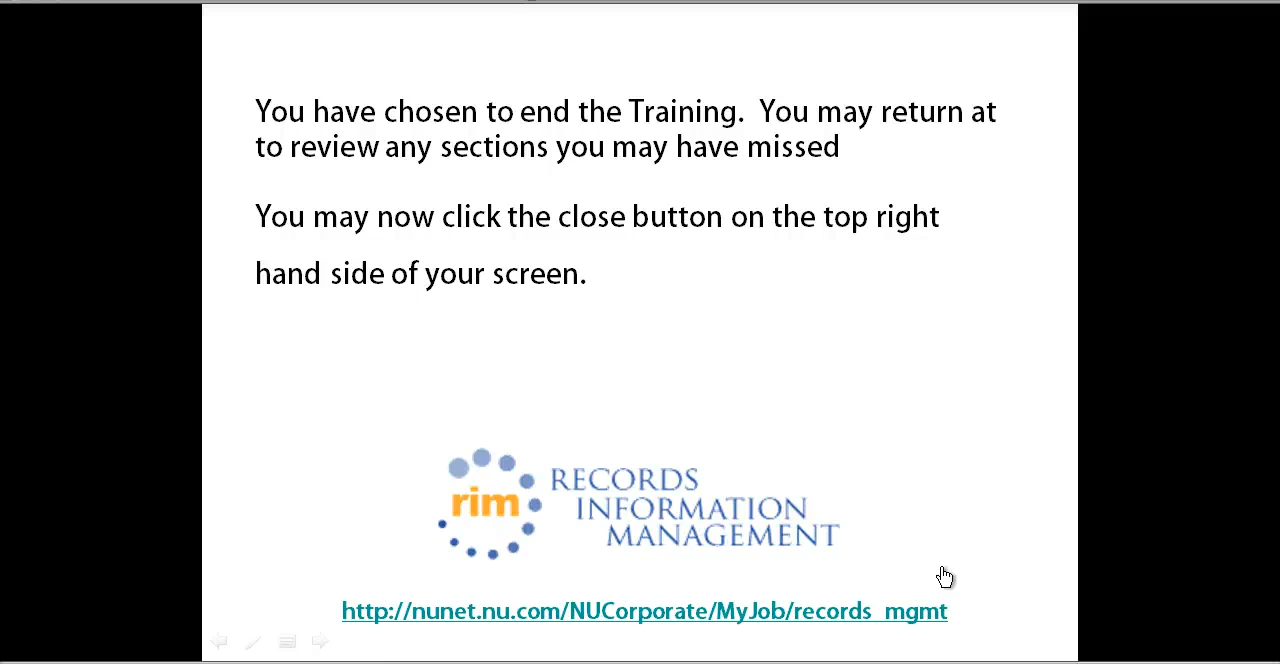 You have chosen to end the Training.  You may return at
to review any sections you may have missed
You may now click the close button on the top right
hand side of your screen.
rim
RECORDS
INFORMATION
MANAGEMENT
http://nunet.nu.com/NUCorporate/MyJob/records_mgmt